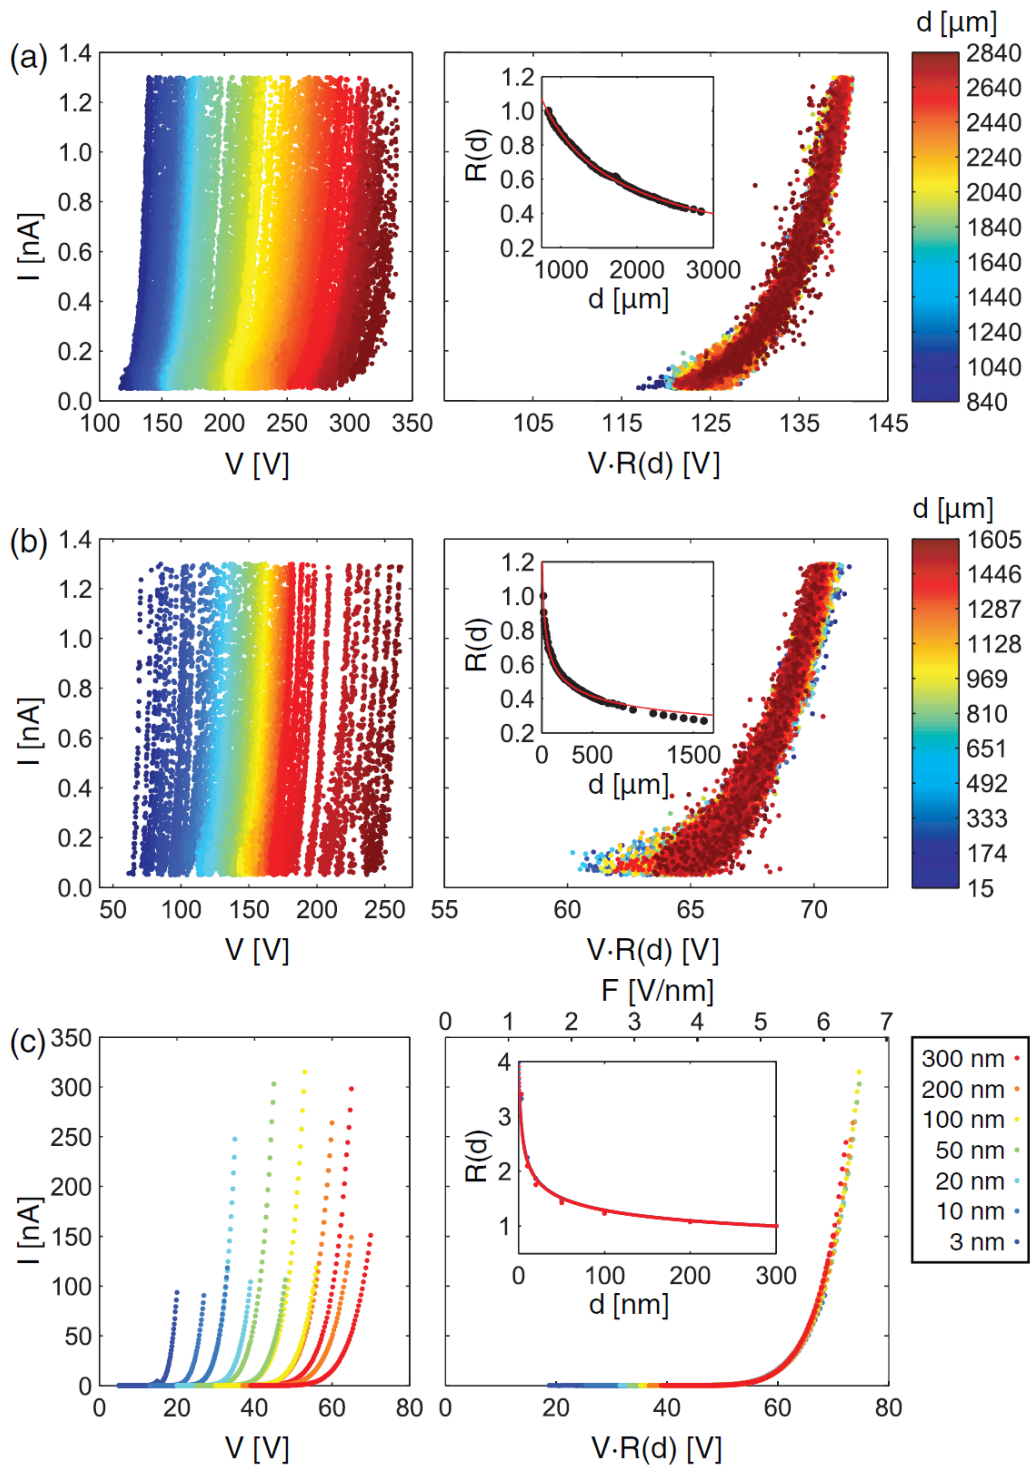 (a)
I [nA]
1.4
1.2
1.0
0.8
0.6
0.4
0.2
0.0
100 150 200 250 300 350
V [V]
R(d)
1.2
1.0
0.8
0.6
0.4
0.2
1000 2000 3000
d [µm]
105 115 125 135 145
V·R(d) [V]
d [µm]
2840
2640
2440
2240
2040
1840
1640
1440
1240
1040
840
(b)
I [nA]
1.4
1.2
1.0
0.8
0.6
0.4
0.2
0.0
50 100 150 200 250
V [V]
R(d)
1.2
1.0
0.8
0.6
0.4
0.2
0 500 1500
d [µm]
55 60 65 70
V·R(d) [V]
d [µm]
1605
1446
1287
1128
969
810
651
492
333
174
15
(c)
I [nA]
350
300
250
200
150
100
50
0
0 20 40 60 80
V [V]
F [V/nm]
0 1 2 3 4 5 6 7
R(d)
4
3
2
1
0 100 200 300
d [nm]
20 40 60 80
V·R(d) [V]
300 nm
200 nm
100 nm
50 nm
20 nm
10 nm
3 nm